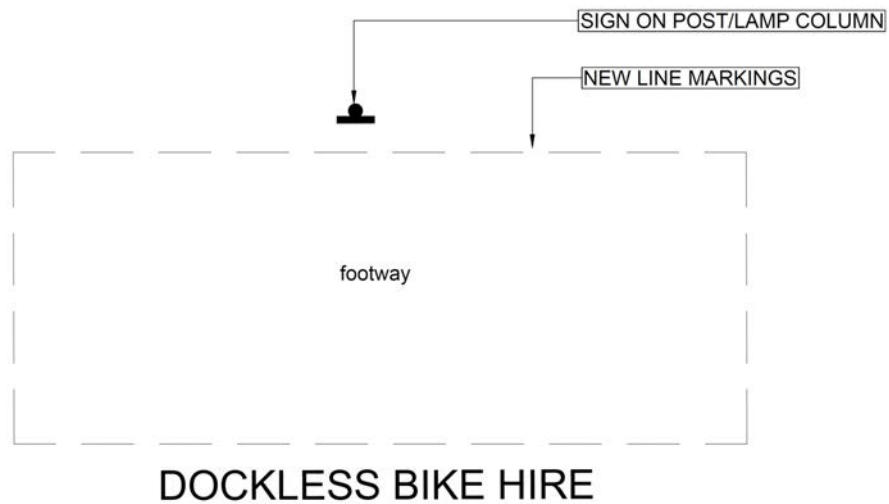 SIGN ON POST/LAMP COLUMN
NEW LINE MARKINGS
footway
DOCKLESS BIKE HIRE